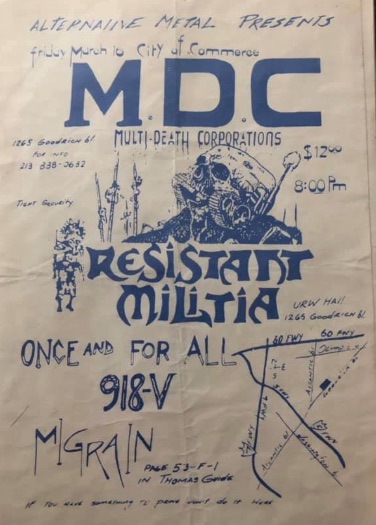 ALTERNATIVE METAL PRESENTS
friday March 16 City of Commerce
M.D.C
MULTI-DEATH CORPORATIONS
1265 Goodrich bl
FOR INFO
213 838-0632
$12.00
8:00 Pm
Tight Security
RESISTANT
MILITIA
URW HAll
1265 Goodrich bl.
ONCE AND FOR ALL
918-V
MIGRAIN
PAGE 53-F-1
IN THOMAS GUIDE
60 FWY
60 FWY
IF YOU HAVE SOMETHING TO PROVE DON'T DO IT HERE